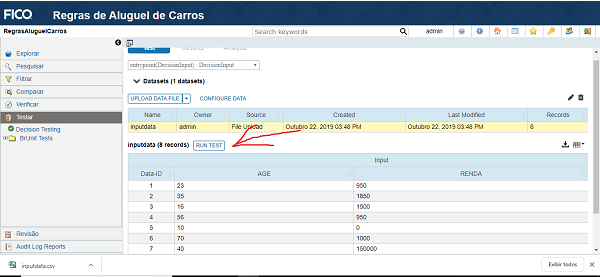 FICO Regras de Aluguel de Carros
RegrasAluguelCarros Search keywords admin
Explorar
Pesquisar
Filtrar
Comparar
Verificar
Testar
Decision Testing
BrUnit Tests
Revisão
Audit Log Reports
Test Results Analysis
entrypoint(DecisionInput) : DecisionInput
Datasets (1 datasets)
UPLOAD DATA FILE CONFIGURE DATA
Name Owner Source Created Last Modified Records
inputdata admin File Upload Outubro 22, 2019 03:48 PM Outubro 22, 2019 03:48 PM 8
inputdata (8 records) RUN TEST
Input
Data-ID AGE RENDA
1 23 950
2 35 1650
3 16 1500
4 56 950
5 10 0
6 70 1000
7 40 150000
inputdata.csv Exibir todos